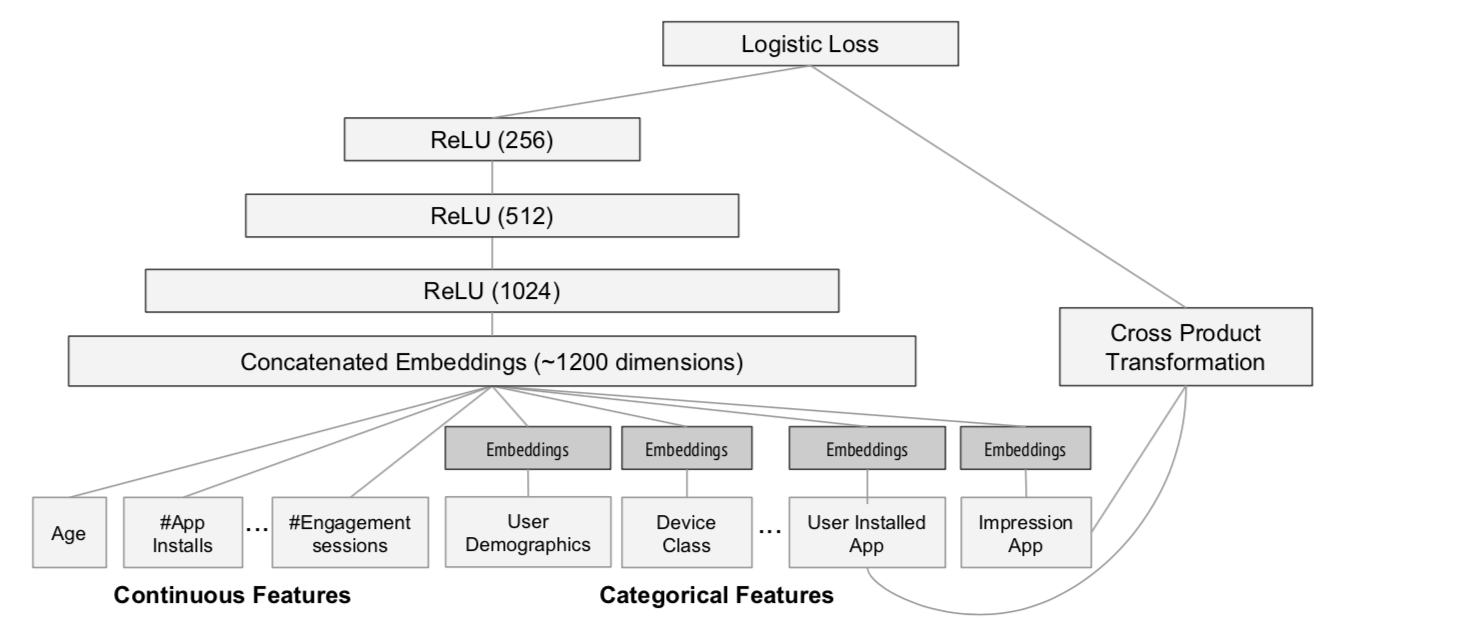 Logistic Loss
ReLU (256)
ReLU (512)
ReLU (1024)
Concatenated Embeddings (~1200 dimensions)
Cross Product
Transformation
Embeddings
Embeddings
Embeddings
Embeddings
Age
#App
Installs
...
#Engagement
sessions
User
Demographics
Device
Class
...
User Installed
App
Impression
App
Continuous Features
Categorical Features